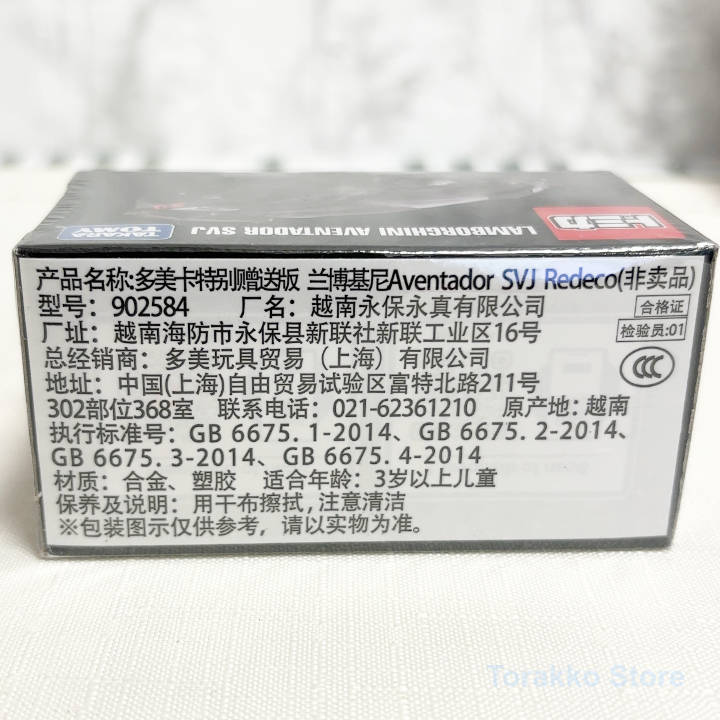 LAMBORGHINI AVENTADOR SVJ
TAKARA TOMY
トミカ
产品名称:多美卡特别赠送版 兰博基尼Aventador SVJ Redeco(非卖品)
型号：902584 厂名：越南永保永真有限公司
合格证
厂址：越南海防市永保县新联社新联工业区16号
检验员:01
总经销商：多美玩具贸易（上海）有限公司
CCC
地址：中国(上海)自由贸易试验区富特北路211号
302部位368室 联系电话：021-62361210 原产地：越南
执行标准号：GB 6675. 1-2014、GB 6675. 2-2014、
GB 6675. 3-2014、GB 6675. 4-2014
材质：合金、塑胶 适合年龄：3岁以上儿童
保养及说明：用干布擦拭，注意清洁
※包装图示仅供参考，请以实物为准。
Torakko Store